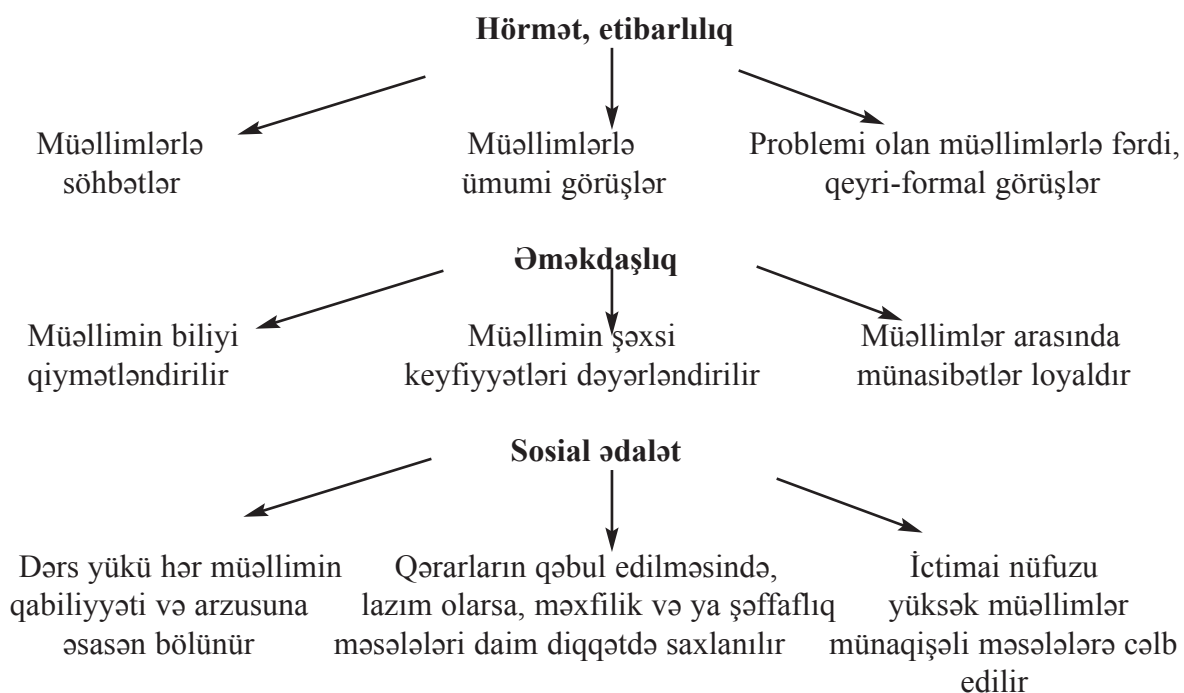 Hörmət, etibarlılıq
Müəllimlərlə
söhbətlər
Müəllimlərlə
ümumi görüşlər
Problemi olan müəllimlərlə fərdi,
qeyri-formal görüşlər
Əməkdaşlıq
Müəllimin biliyi
qiymətləndirilir
Müəllimin şəxsi
keyfiyyətləri dəyərləndirilir
Müəllimlər arasında
münasibətlər loyaldır
Sosial ədalət
Dərs yükü hər müəllimin
qabiliyyəti və arzusuna
əsasən bölünür
Qərarların qəbul edilməsində,
lazım olarsa, məxfilik və ya şəffaflıq
məsələləri daim diqqətdə saxlanılır
İctimai nüfuzu
yüksək müəllimlər
münaqişəli məsələlərə cəlb
edilir